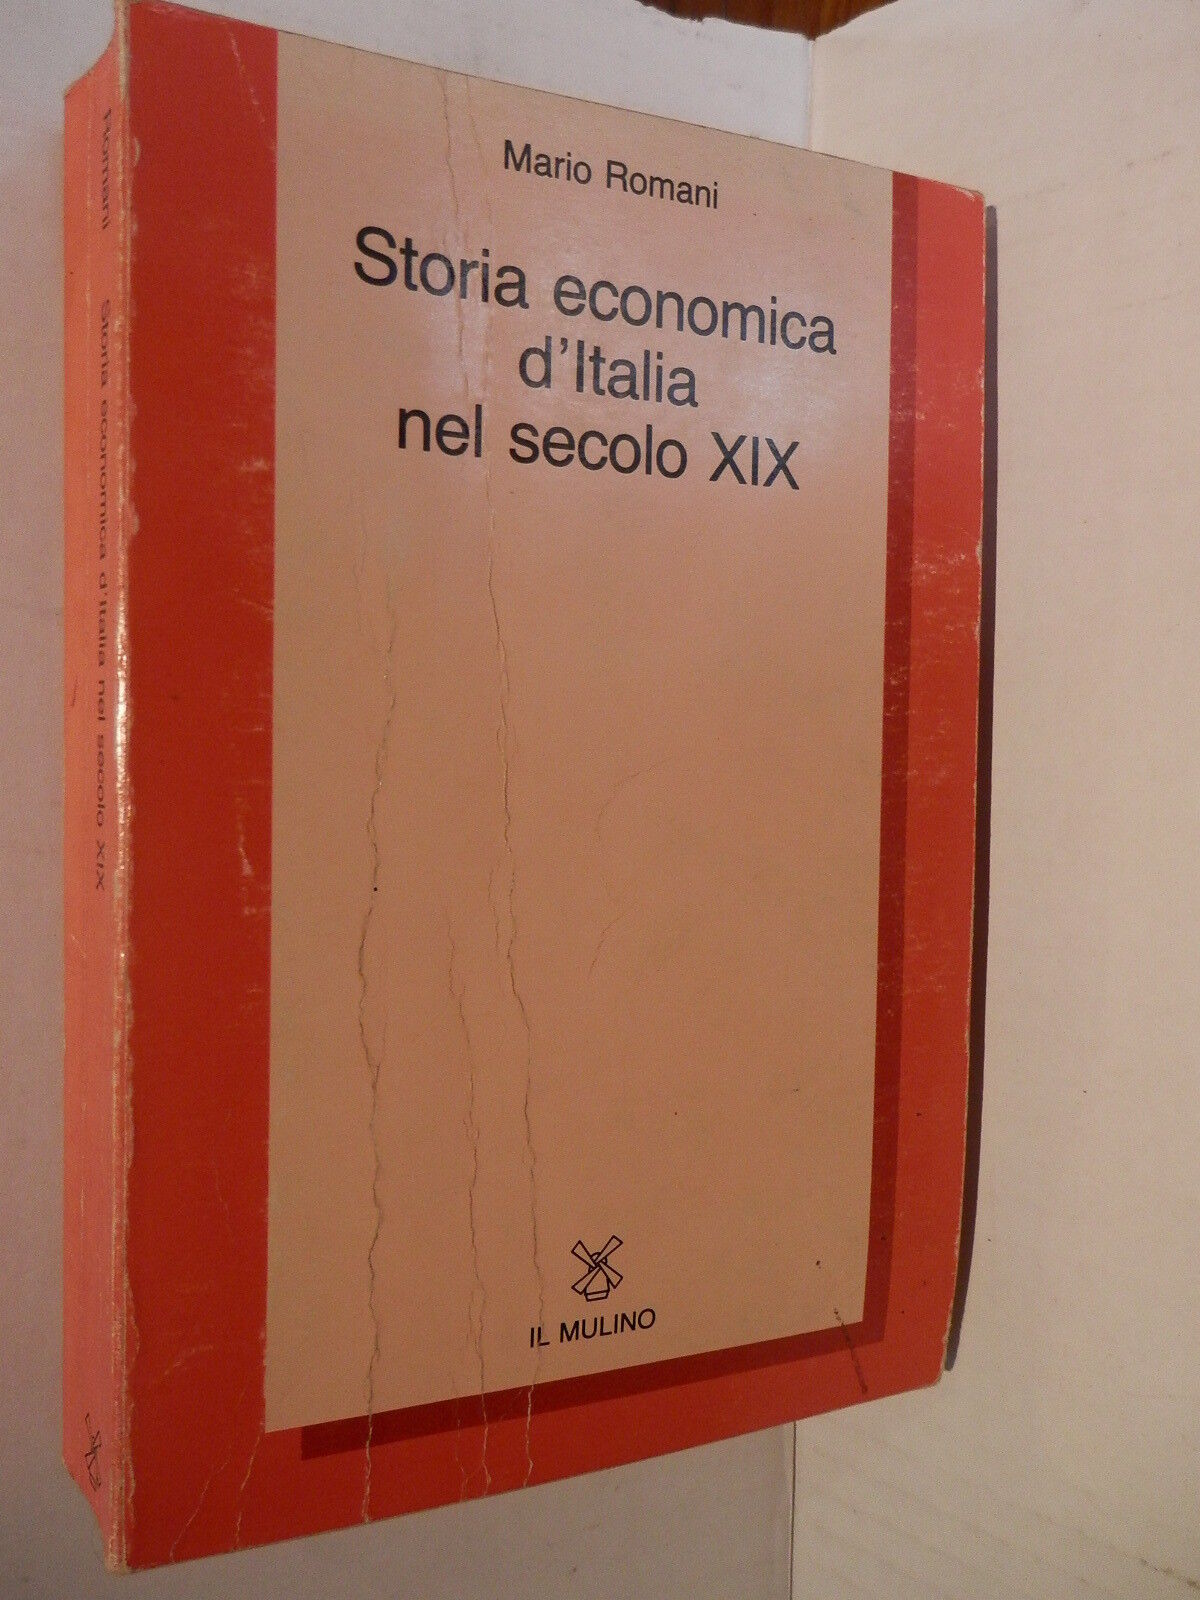 Mario Romani
Storia economica
d'Italia
nel secolo XIX
IL MULINO
Romani Storia economica d'Italia nel secolo XIX